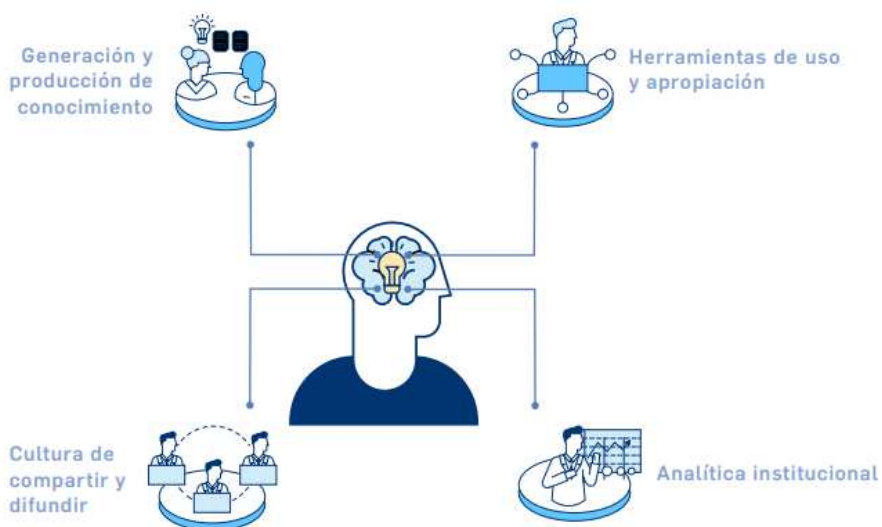 Generación y
producción de
conocimiento
Herramientas de uso
y apropiación
Cultura de
compartir y
difundir
Analítica institucional